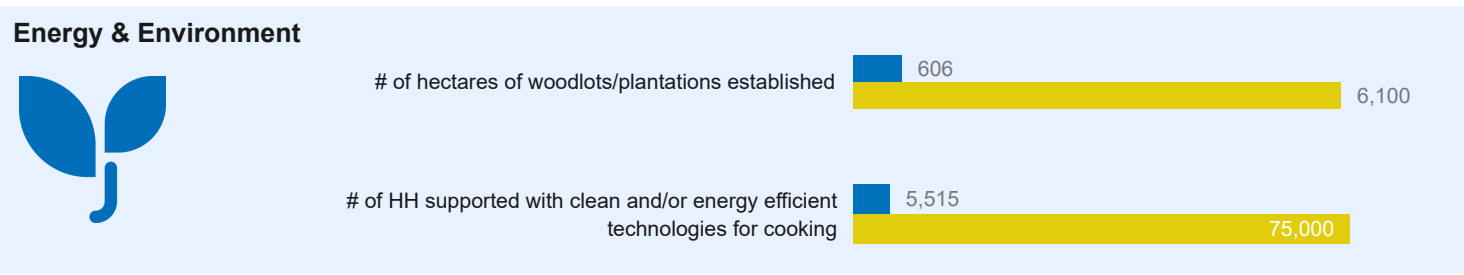 Energy & Environment
# of hectares of woodlots/plantations established
606
6,100
# of HH supported with clean and/or energy efficient
technologies for cooking
5,515
75,000